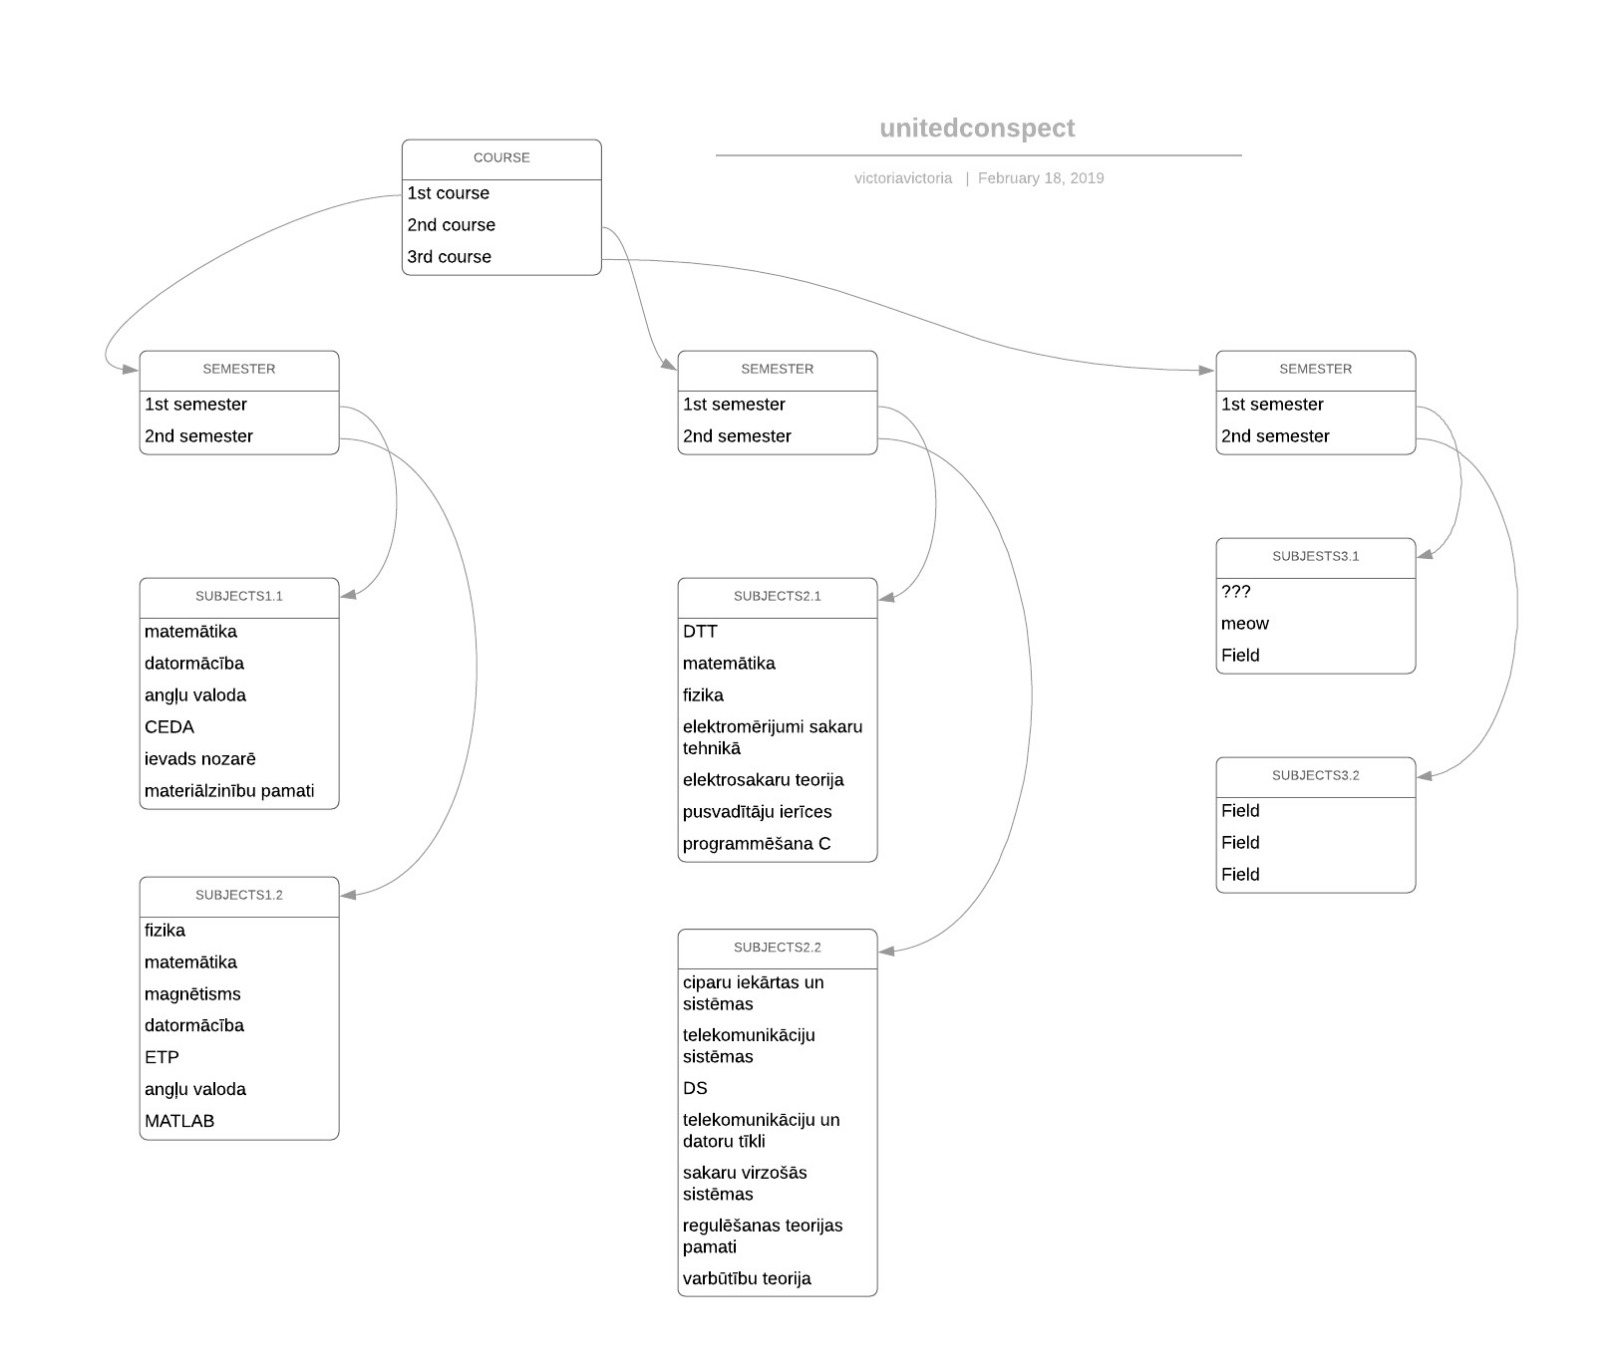 unitedconspect
victoriavictoria | February 18, 2019
COURSE
1st course
2nd course
3rd course
SEMESTER
1st semester
2nd semester
SEMESTER
1st semester
2nd semester
SEMESTER
1st semester
2nd semester
SUBJECTS1.1
matemātika
datormācība
angļu valoda
CEDA
ievads nozarē
materiālzinību pamati
SUBJECTS1.2
fizika
matemātika
magnētisms
datormācība
ETP
angļu valoda
MATLAB
SUBJECTS2.1
DTT
matemātika
fizika
elektromērijumi sakaru
tehnikā
elektrosakaru teorija
pusvadītāju ierīces
programmēšana C
SUBJECTS2.2
ciparu iekārtas un
sistēmas
telekomunikāciju
sistēmas
DS
telekomunikāciju un
datoru tīkli
sakaru virzošās
sistēmas
regulēšanas teorijas
pamati
varbūtību teorija
SUBJESTS3.1
???
meow
Field
SUBJECTS3.2
Field
Field
Field